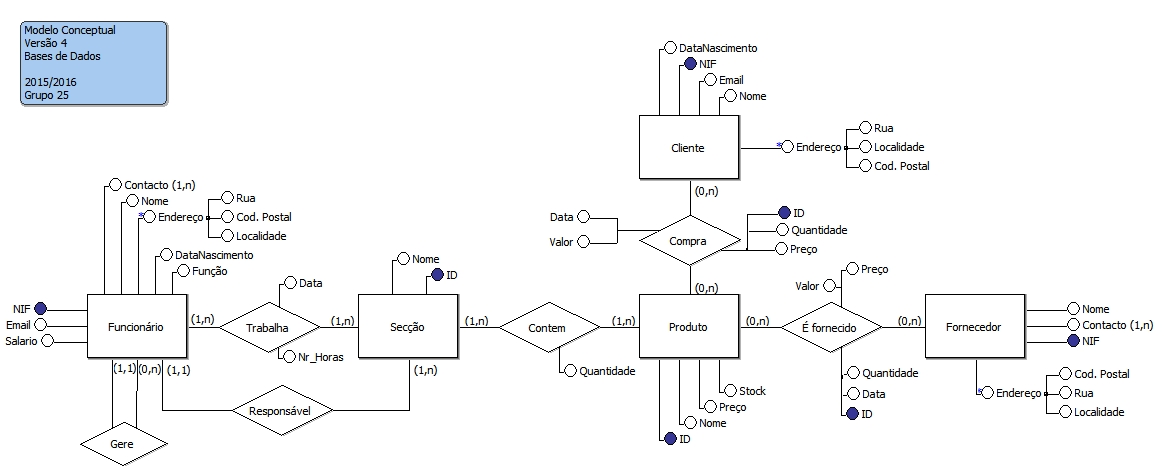 Modelo Conceptual
Versão 4
Bases de Dados
2015/2016
Grupo 25
DataNascimento
NIF
Email
Nome
Cliente
* Endereço
Rua
Localidade
Cod. Postal
(0,n)
Data
Valor
Compra
ID
Quantidade
Preço
(0,n)
Contacto (1,n)
Nome
* Endereço
Rua
Cod. Postal
Localidade
DataNascimento
Função
NIF
Email
Salario
Funcionário
(1,n)
Data
Trabalha
Nr_Horas
(1,n)
Nome
ID
Secção
(1,n)
Contem
Quantidade
(1,n)
Produto
Stock
Preço
Nome
ID
(0,n)
Preço
Valor
É fornecido
Quantidade
Data
ID
(0,n)
Fornecedor
Nome
Contacto (1,n)
NIF
* Endereço
Cod. Postal
Rua
Localidade
(1,1)
(0,n)
(1,1)
(1,n)
Responsável
Gere